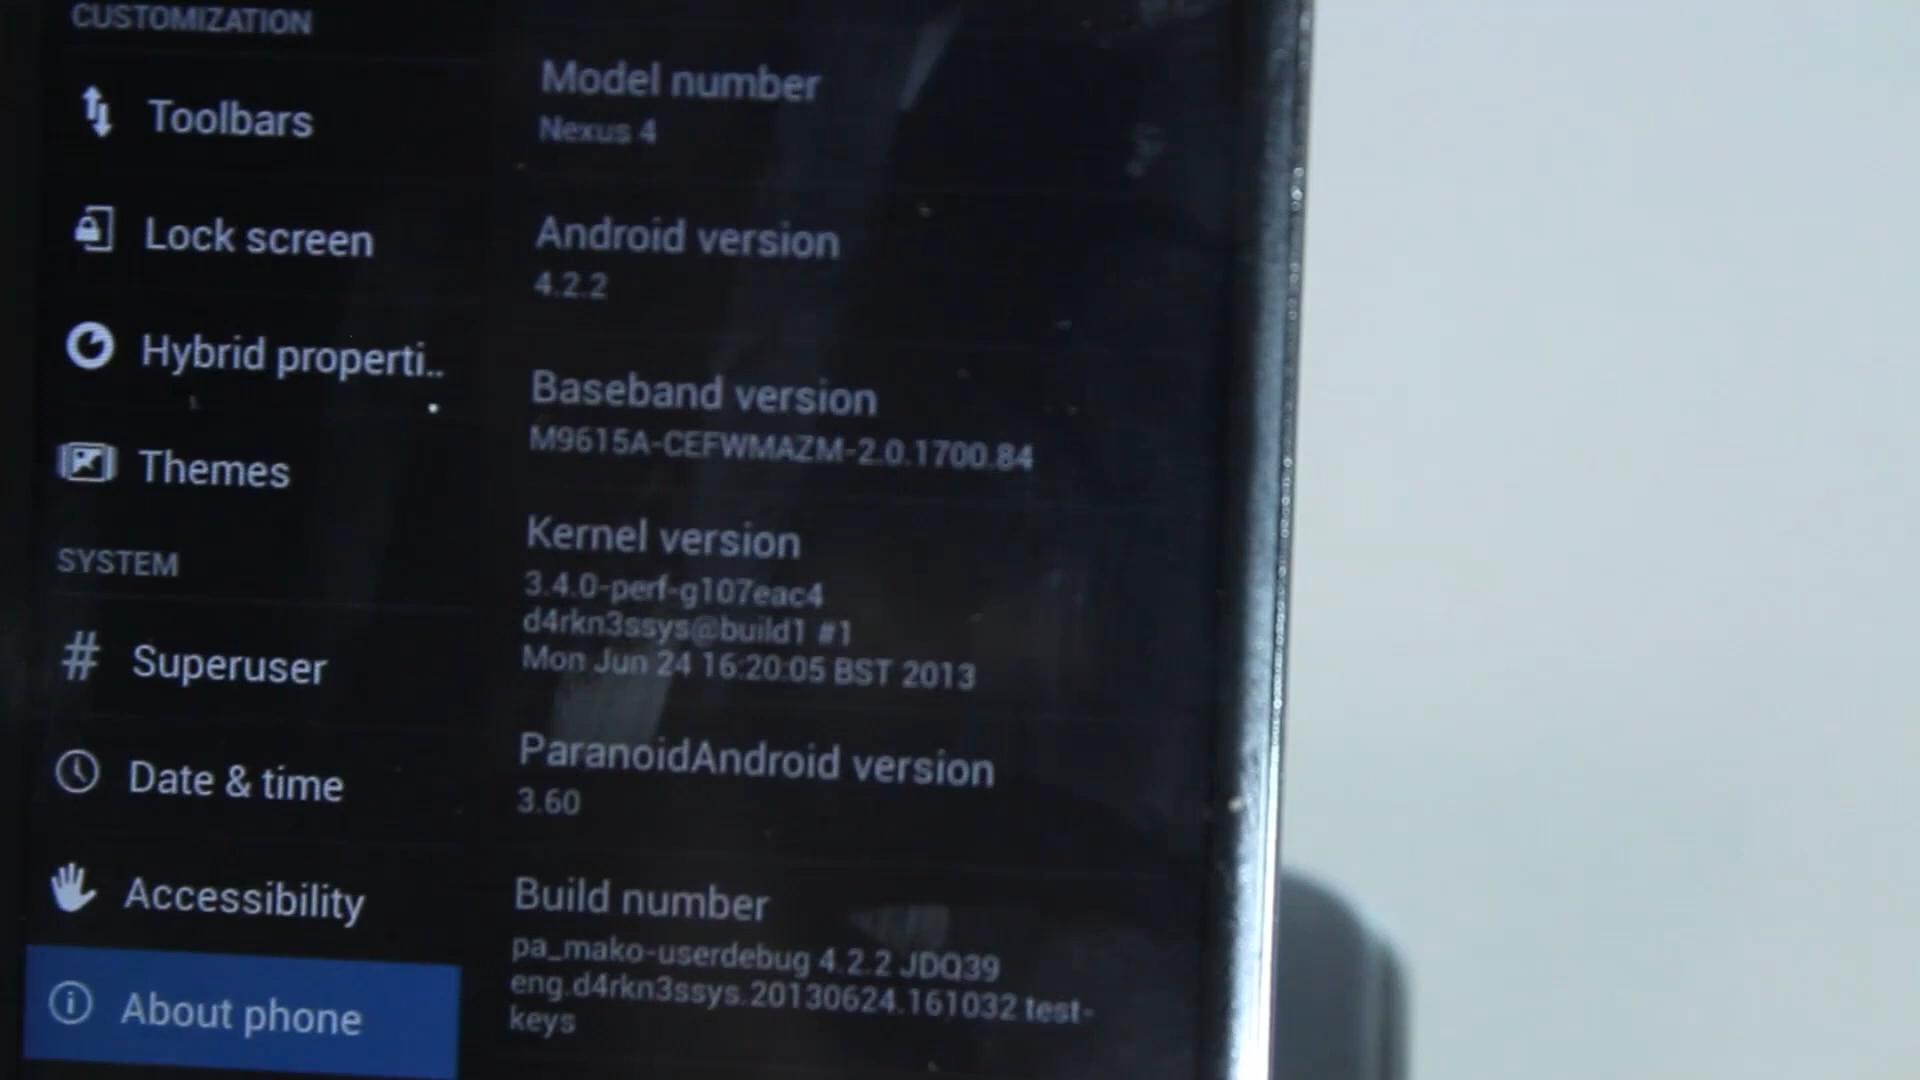 CUSTOMIZATION
Toolbars
Lock screen
Hybrid properti..
Themes
SYSTEM
Superuser
Date & time
Accessibility
About phone
Model number
Nexus 4
Android version
4.2.2
Baseband version
M9615A-CEFWMAZM-2.0.1700.84
Kernel version
3.4.0-perf-g107eac4
d4rkn3ssys@build1 #1
Mon Jun 24 16:20:05 BST 2013
ParanoidAndroid version
3.60
Build number
pa_mako-userdebug 4.2.2 JDQ39
eng.d4rkn3ssys.20130624.161032 test-
keys